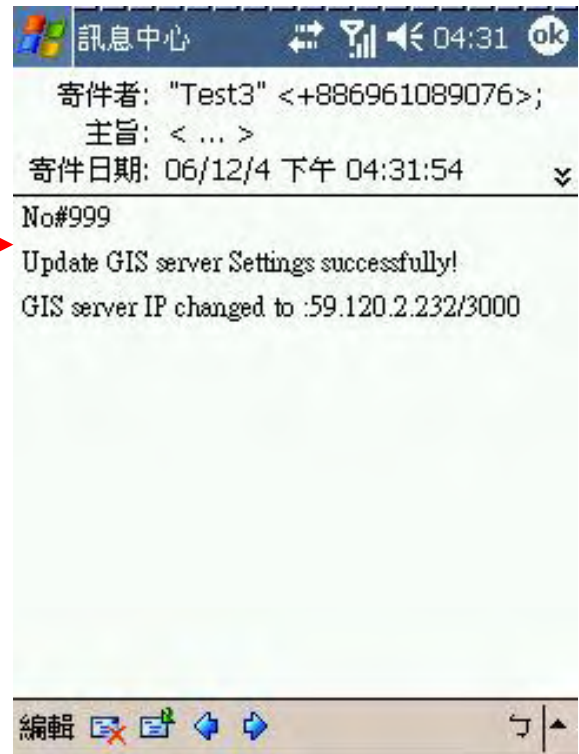 訊息中心 04:31 ok
寄件者: "Test3" <+886961089076>;
主旨: < ... >
寄件日期: 06/12/4 下午 04:31:54
No#999
Update GIS server Settings successfully!
GIS server IP changed to :59.120.2.232/3000
編輯 ㄅ